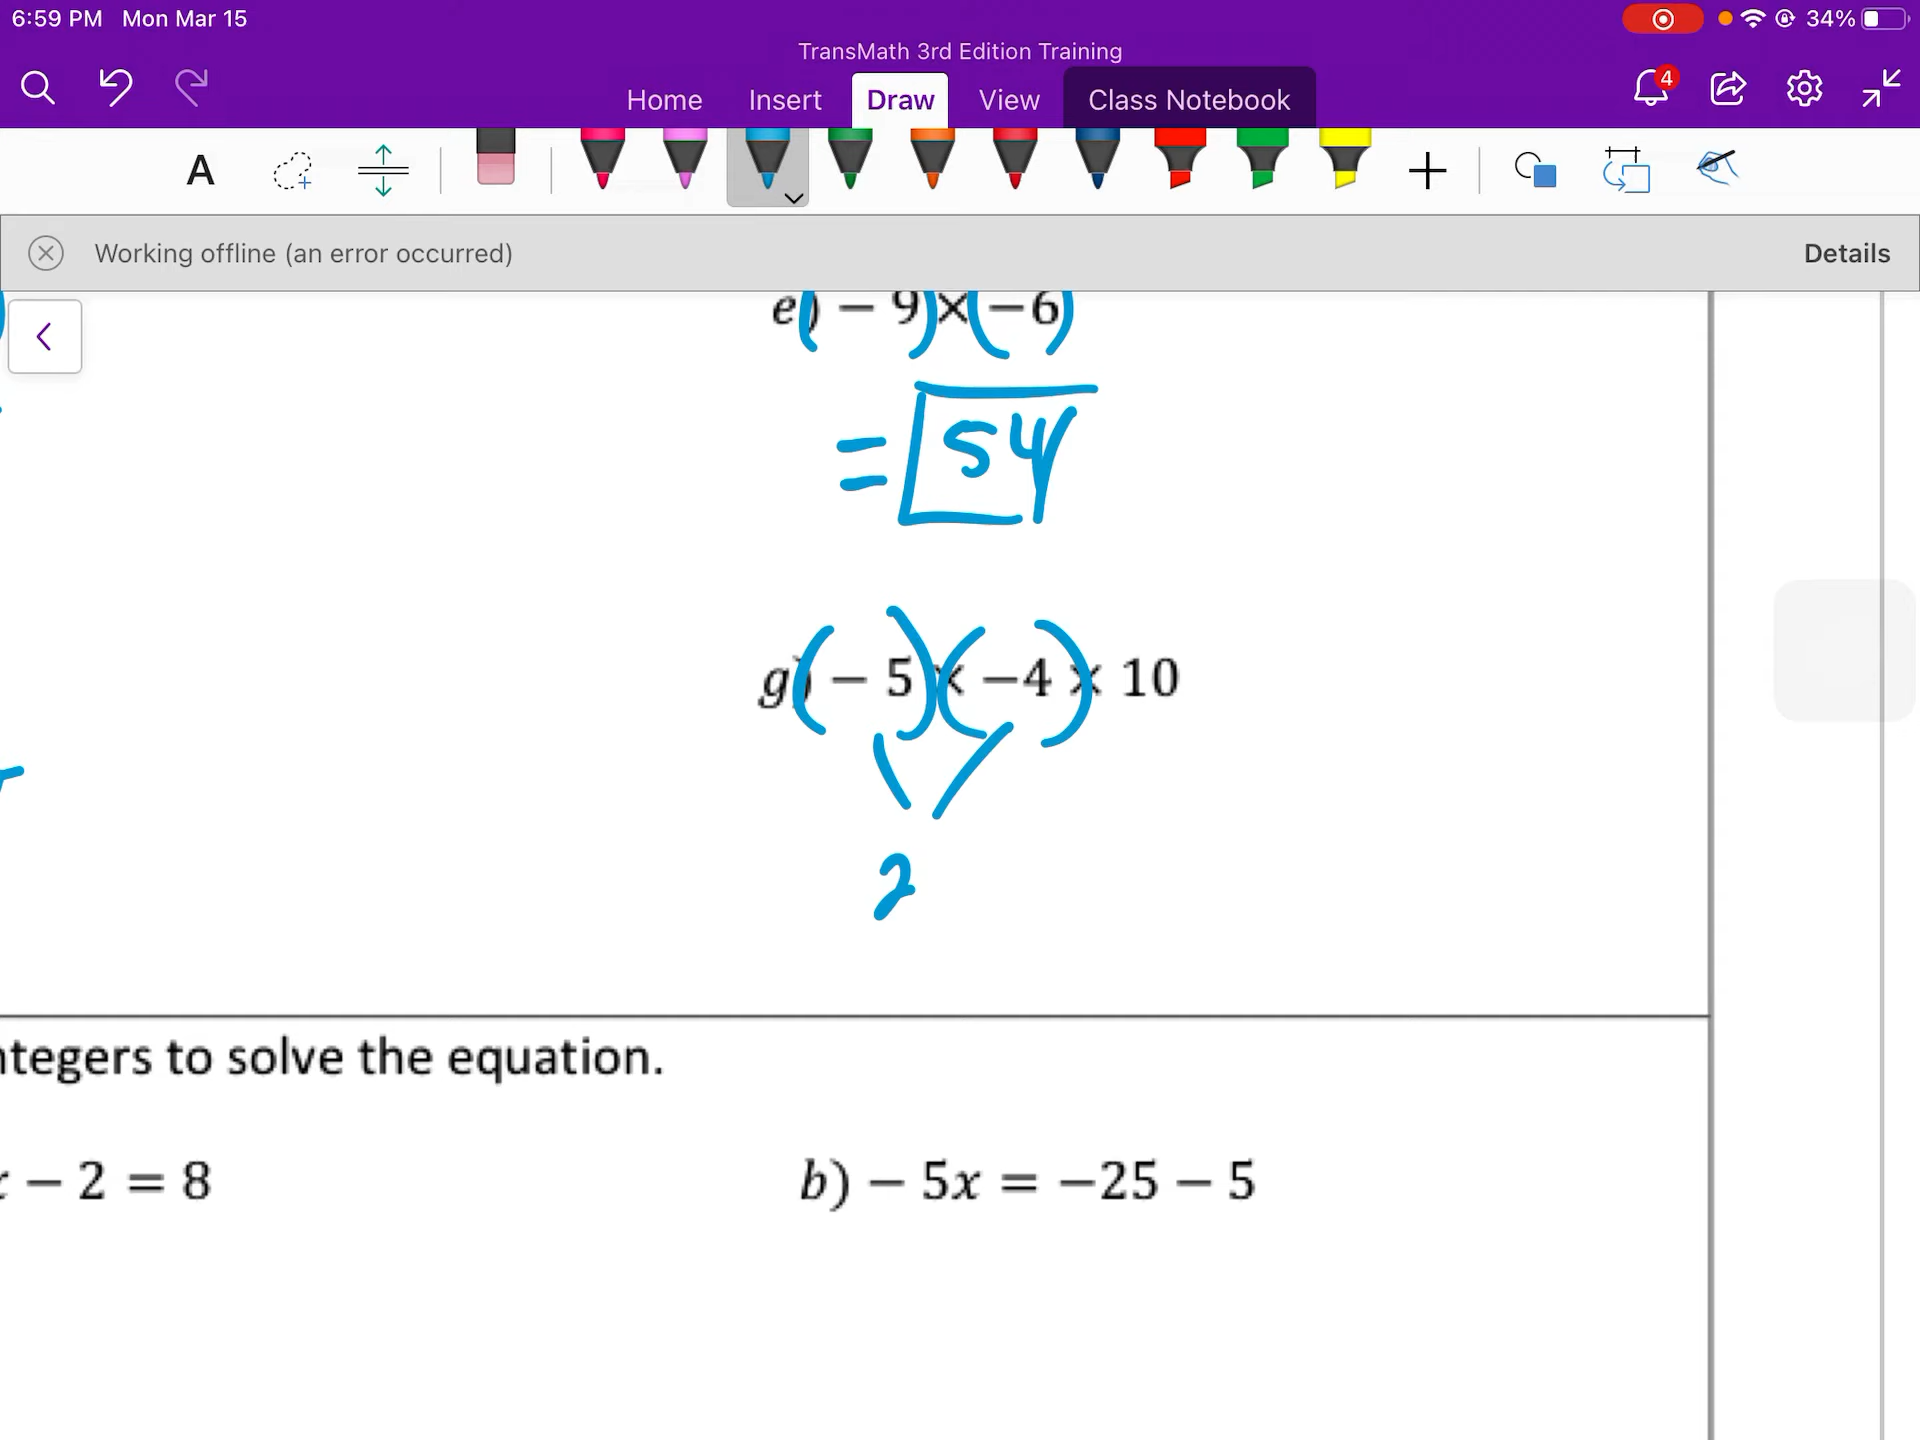 6:59 PM Mon Mar 15
34%
TransMath 3rd Edition Training
Home Insert Draw View Class Notebook
4
A
Working offline (an error occurred)
Details
e) − 9)×(−6)
= 54
g)(− 5)×(−4)× 10
2
ntegers to solve the equation.
− 2 = 8
b) − 5x = −25 − 5